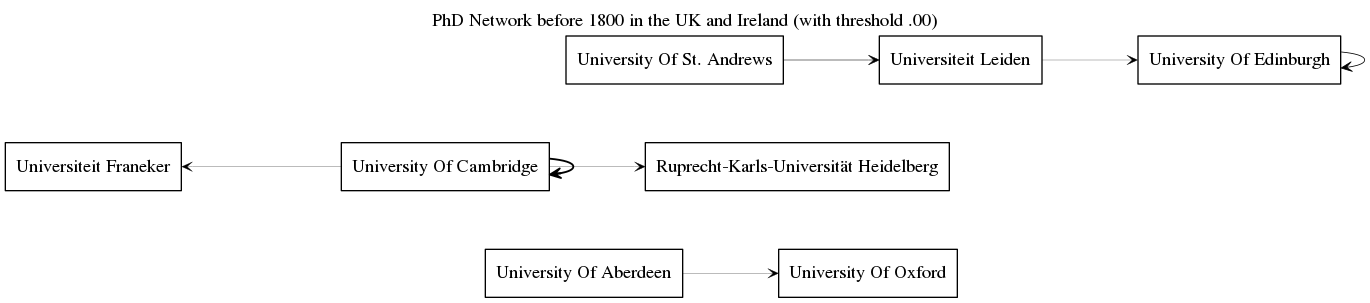 PhD Network before 1800 in the UK and Ireland (with threshold .00)
University Of St. Andrews
Universiteit Leiden
University Of Edinburgh
Universiteit Franeker
University Of Cambridge
Ruprecht-Karls-Universität Heidelberg
University Of Aberdeen
University Of Oxford